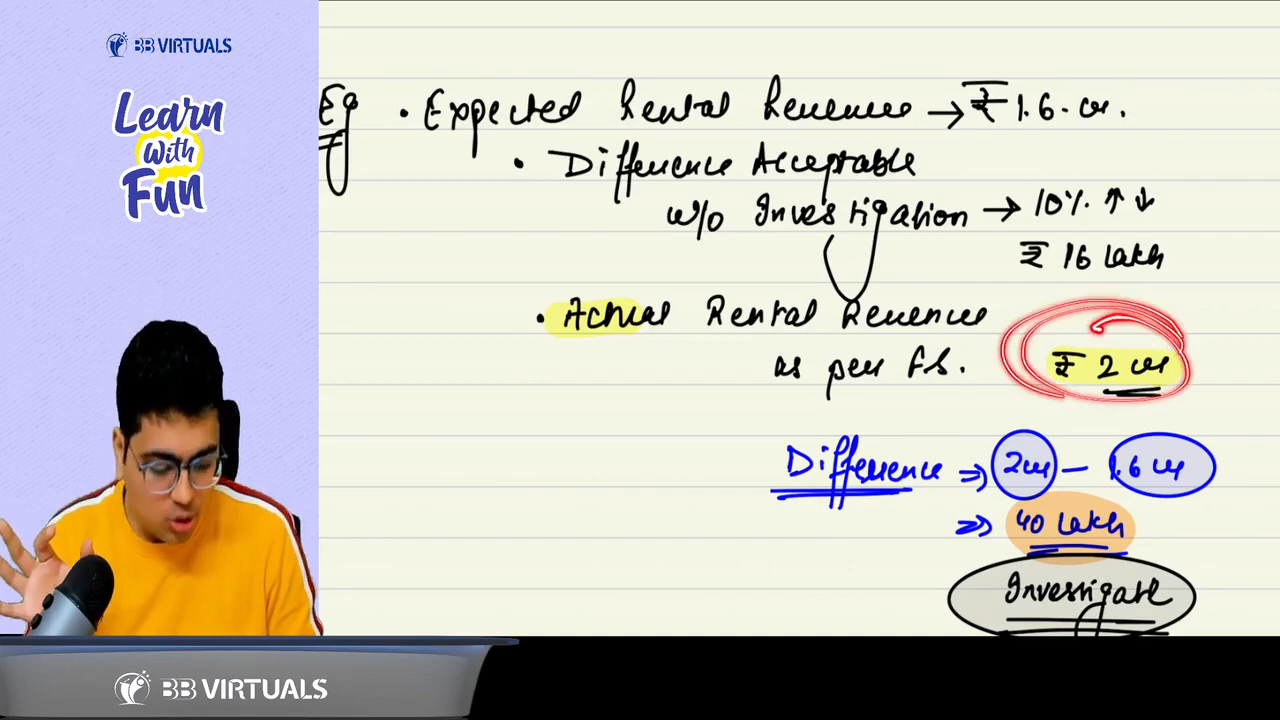 BB VIRTUALS
Learn
With
Fun
Eg • Expected Rental Revenue → ₹ 1.6 cr.
• Difference Acceptable
w/o Investigation → 10% ↑↓
₹ 16 Lakh
• Actual Rental Revenue
as per FS. ₹ 2 cr
Difference ⇒ 2cr – 1.6 cr
⇒ 40 Lakh
Investigate
BB VIRTUALS